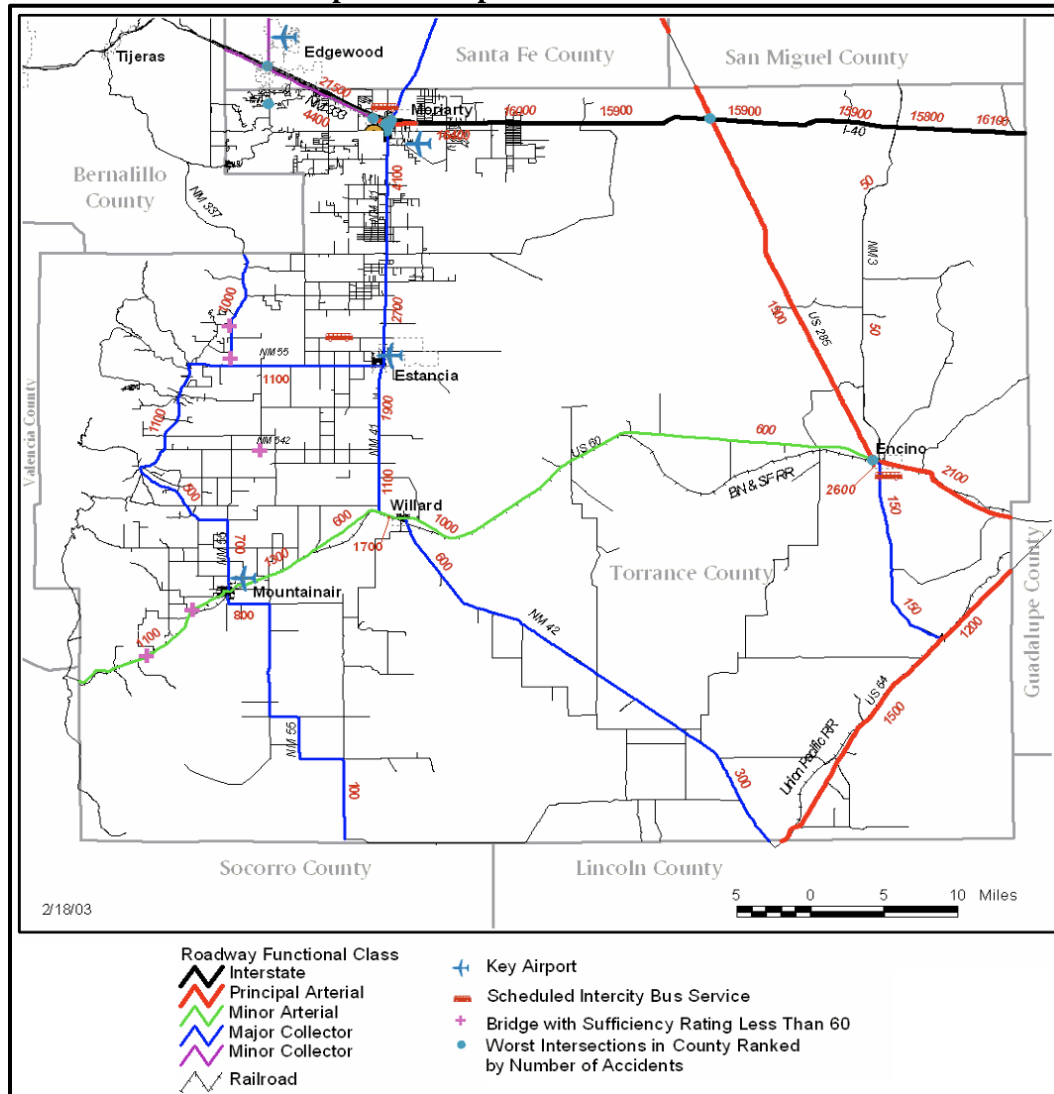 Tijeras
Edgewood
Santa Fe County
San Miguel County
21500
NM 333
4400
Moriarty
16000
15900
15900
15900
15800
16100
I-40
4100
NM 41
Bernalillo
County
NM 337
50
NM 3
50
1000
2700
1900
US 285
NM 55
1100
Estancia
Valencia County
1100
1900
NM 41
NM 542
600
US 60
Encino
BN & SF RR
2600
2100
1100
500
Willard
150
600
1000
1700
NM 55
700
1300
600
Torrance County
Guadalupe County
Mountainair
800
1100
NM 42
150
1200
US 54
1500
NM 55
Union Pacific RR
100
300
Socorro County
Lincoln County
2/18/03
5 0 5 10 Miles
Roadway Functional Class
Interstate
Principal Arterial
Minor Arterial
Major Collector
Minor Collector
Railroad
Key Airport
Scheduled Intercity Bus Service
Bridge with Sufficiency Rating Less Than 60
Worst Intersections in County Ranked
by Number of Accidents